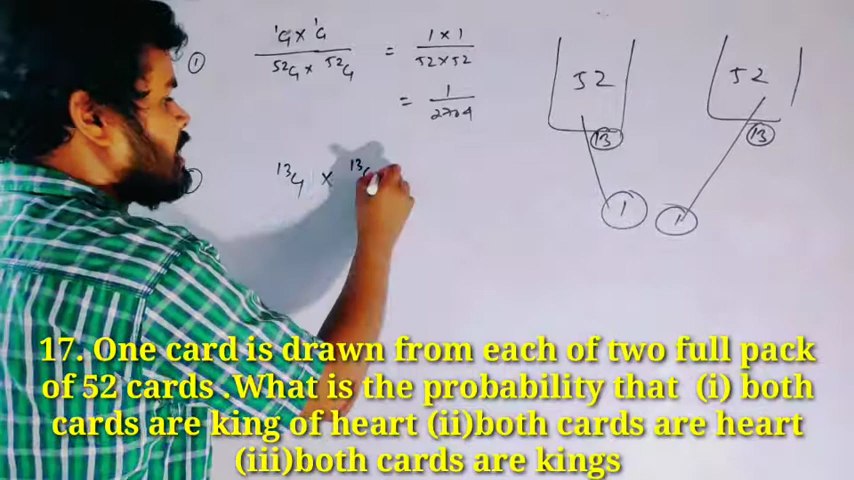 ① ¹C₁ x ¹C₁ / ⁵²C₁ x ⁵²C₁ = 1 x 1 / 52 x 52
= 1 / 2704
¹³C₁ x ¹³C
52 52
13 13
1 1
17. One card is drawn from each of two full pack
of 52 cards .What is the probability that (i) both
cards are king of heart (ii)both cards are heart
(iii)both cards are kings